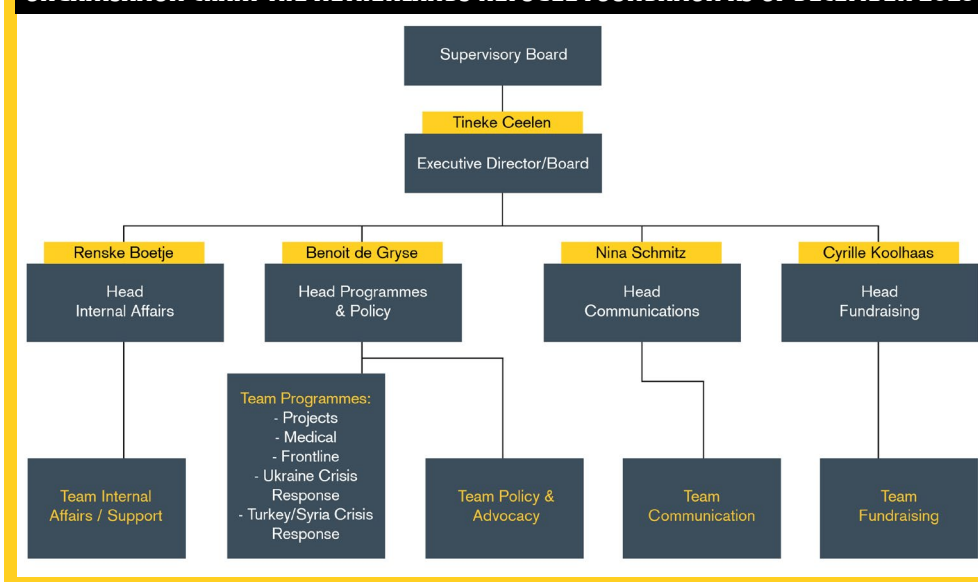 Supervisory Board
Tineke Ceelen
Executive Director/Board
Renske Boetje
Head
Internal Affairs
Benoit de Gryse
Head Programmes
& Policy
Nina Schmitz
Head
Communications
Cyrille Koolhaas
Head
Fundraising
Team Programmes:
- Projects
- Medical
- Frontline
- Ukraine Crisis
Response
- Turkey/Syria Crisis
Response
Team Internal
Affairs / Support
Team Policy &
Advocacy
Team
Communication
Team
Fundraising